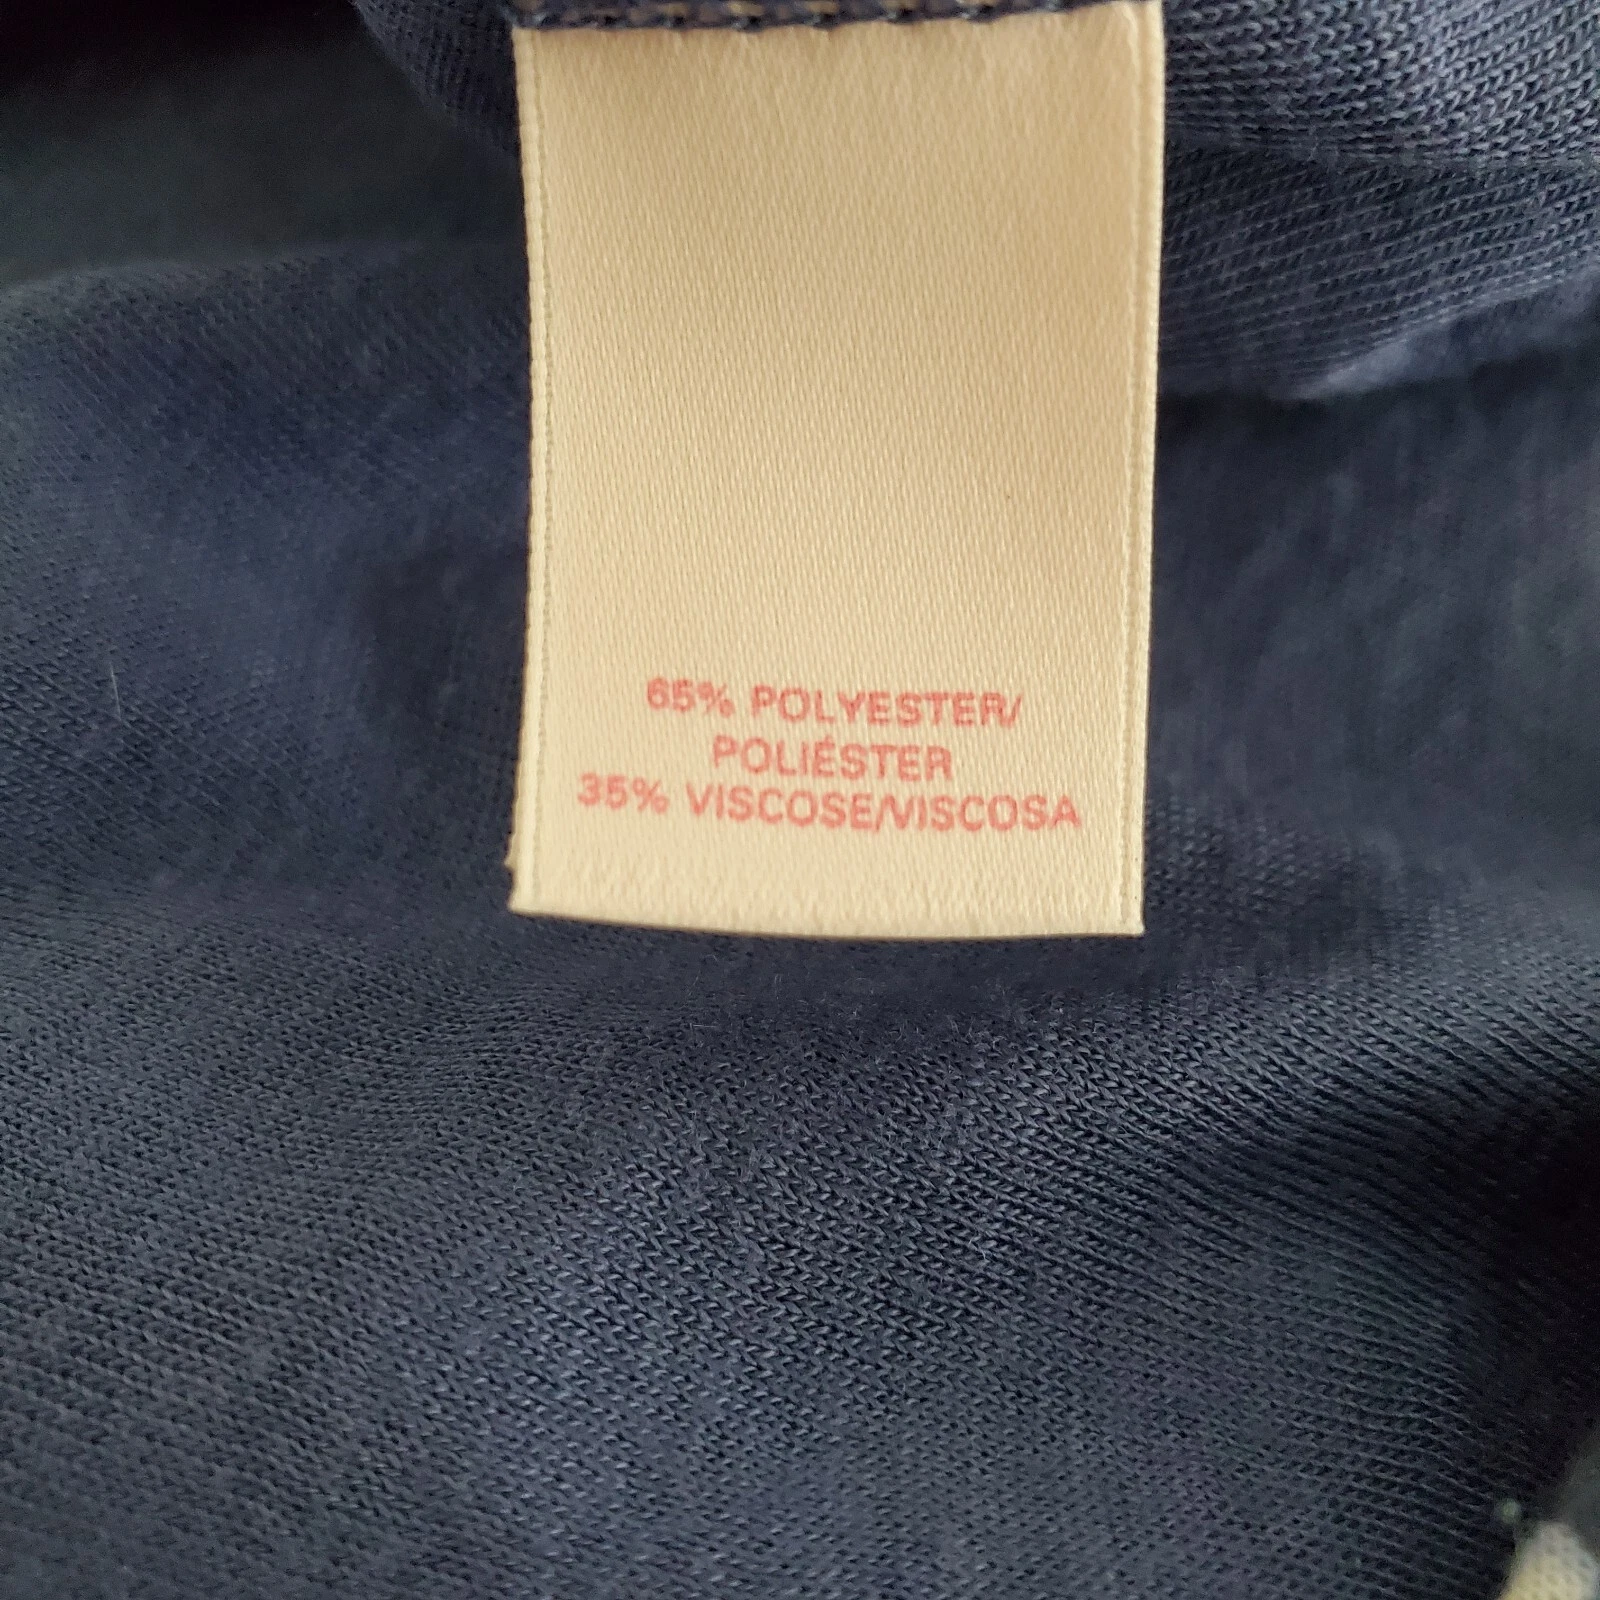 65% POLYESTER/
POLIÉSTER
35% VISCOSE/VISCOSA